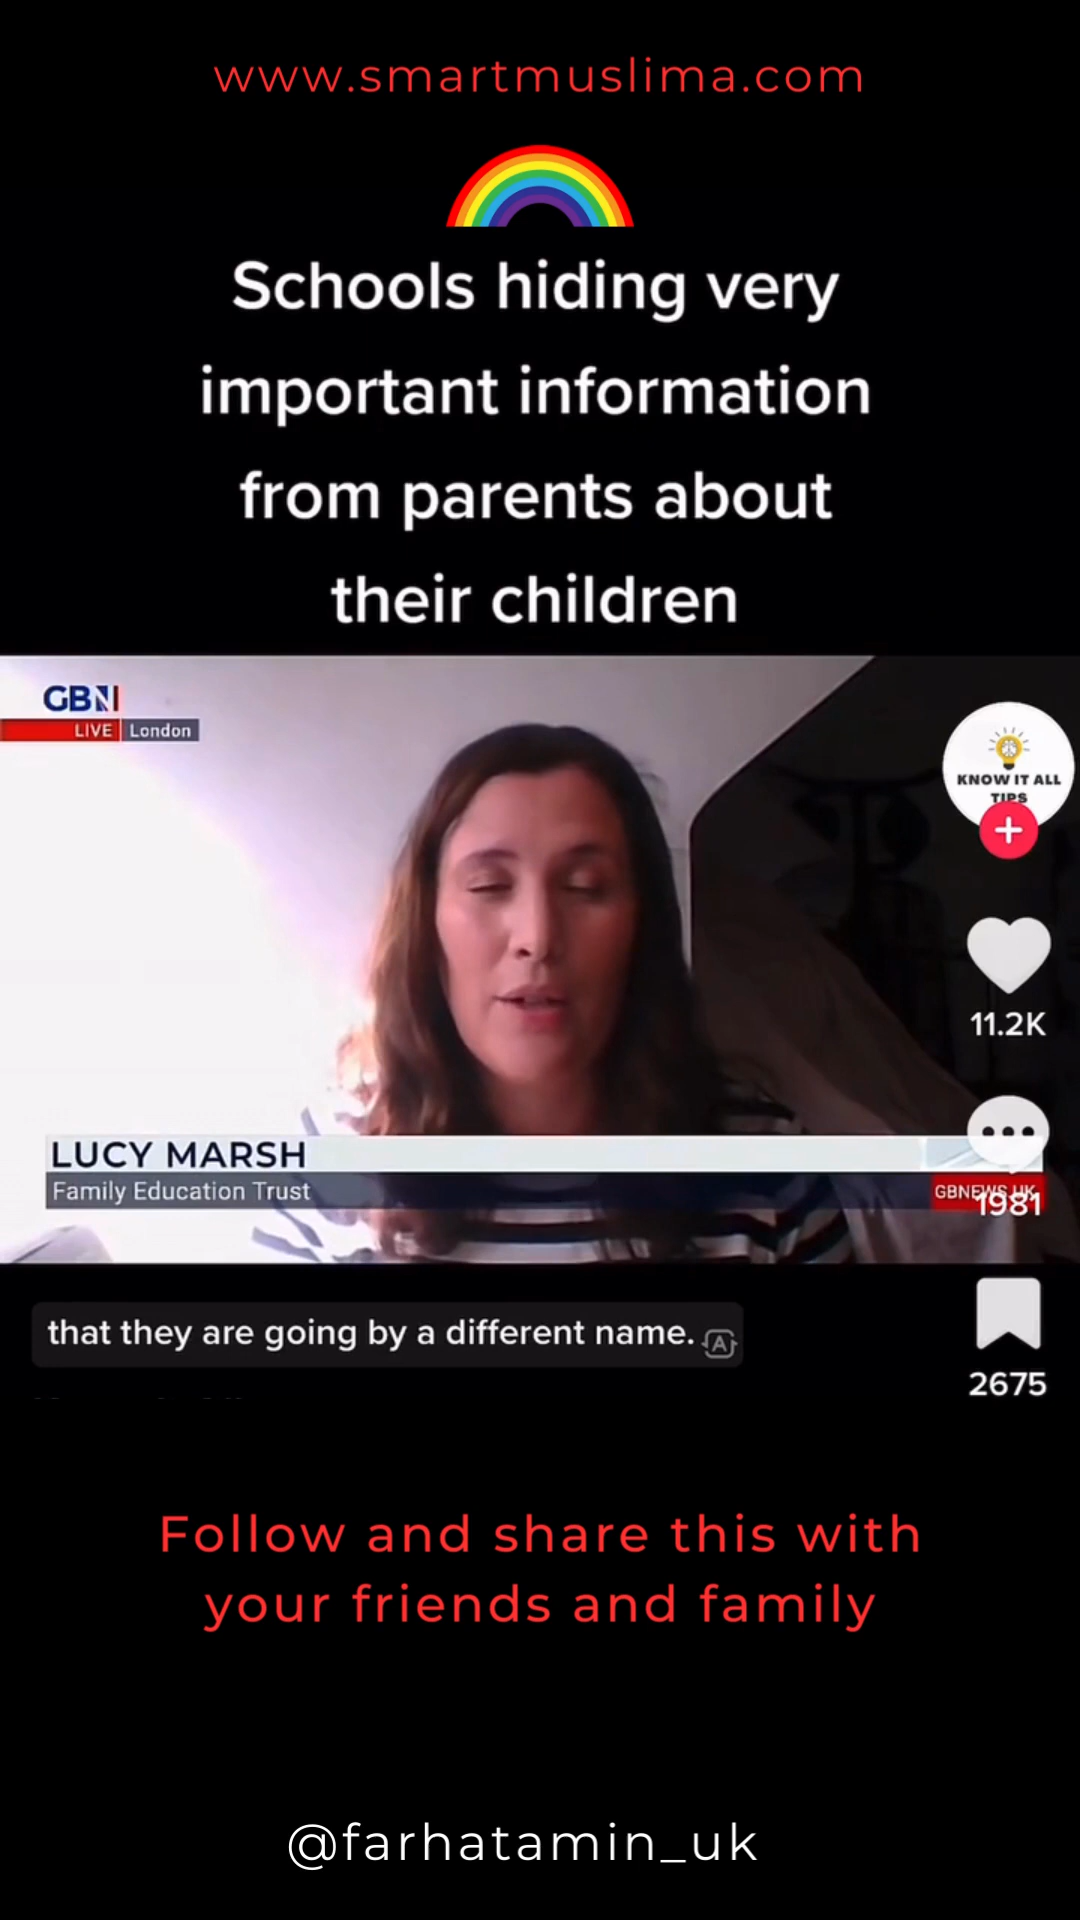 www.smartmuslima.com
Schools hiding very
important information
from parents about
their children
GBN
LIVE London
KNOW IT ALL
TIPS
11.2K
LUCY MARSH
Family Education Trust
GBNEWS.UK
1981
that they are going by a different name.
2675
Follow and share this with
your friends and family
@farhatamin_uk